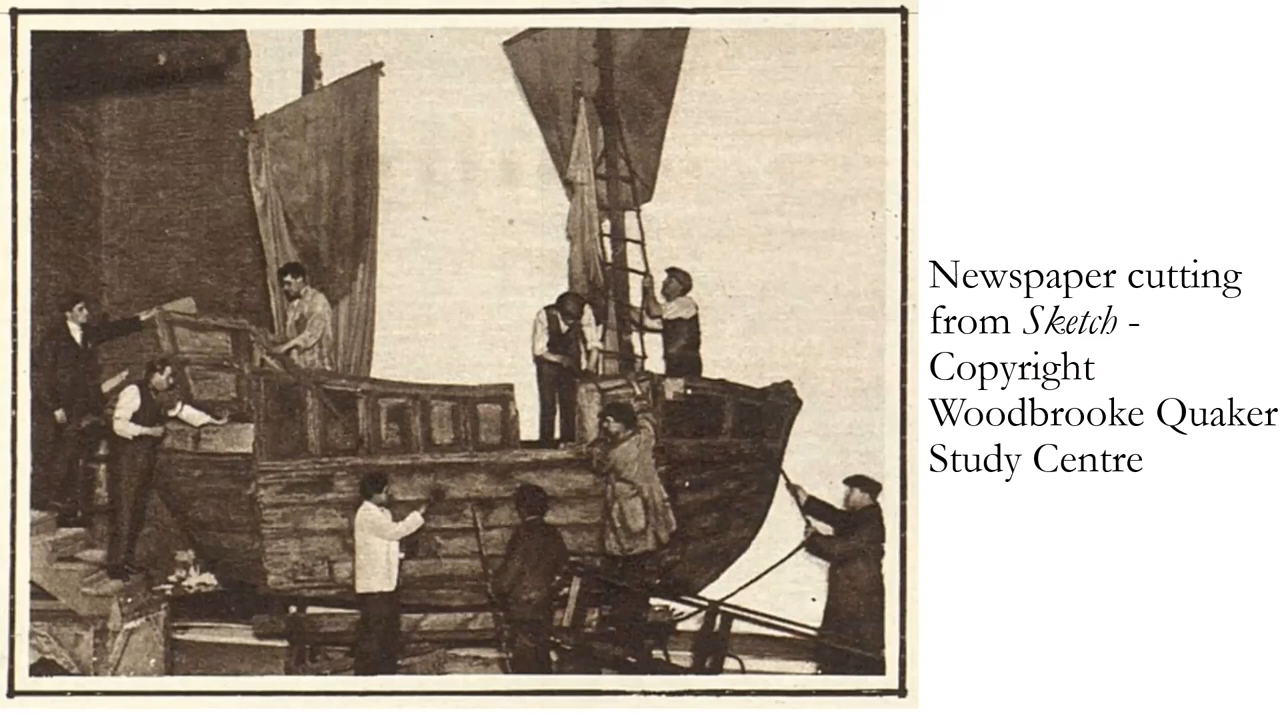 Newspaper cutting
from Sketch -
Copyright
Woodbrooke Quaker
Study Centre